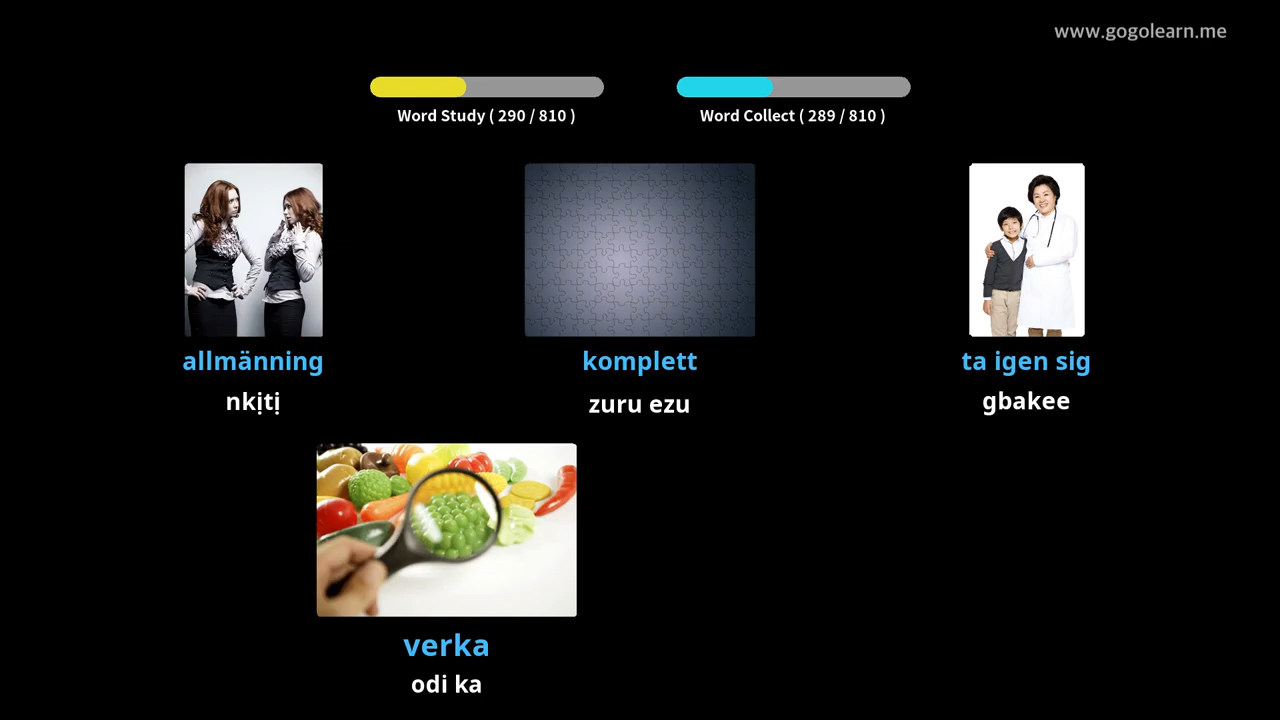 www.gogolearn.me
Word Study ( 290 / 810 )
Word Collect ( 289 / 810 )
allmänning
nkịtị
komplett
zuru ezu
ta igen sig
gbakee
verka
odi ka